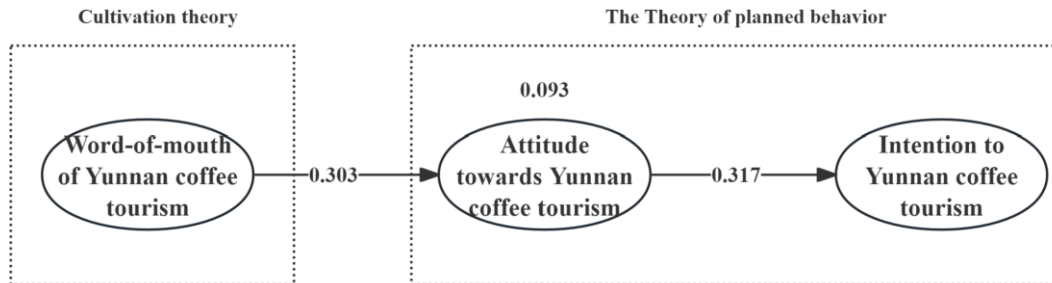 Cultivation theory
The Theory of planned behavior
0.093
Word-of-mouth
of Yunnan coffee
tourism
0.303
Attitude
towards Yunnan
coffee tourism
0.317
Intention to
Yunnan coffee
tourism